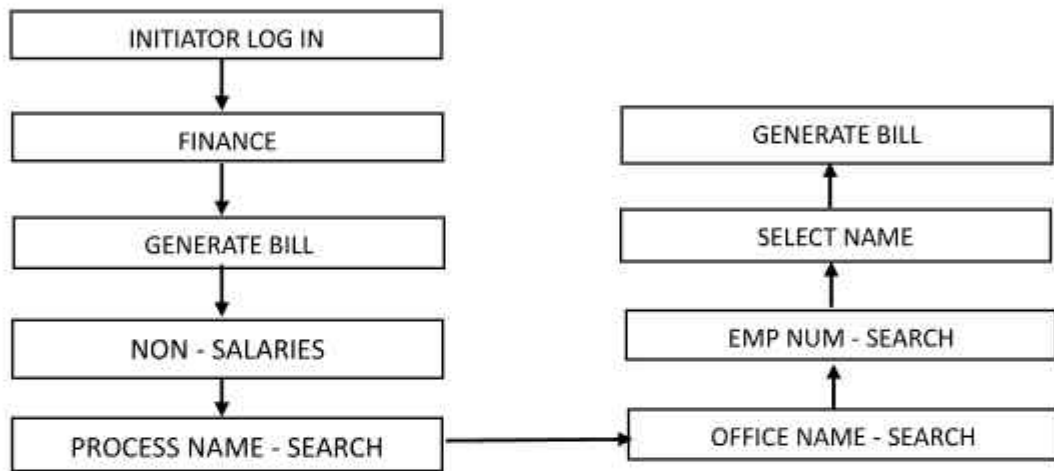 INITIATOR LOG IN
FINANCE
GENERATE BILL
NON - SALARIES
PROCESS NAME - SEARCH
OFFICE NAME - SEARCH
EMP NUM - SEARCH
SELECT NAME
GENERATE BILL